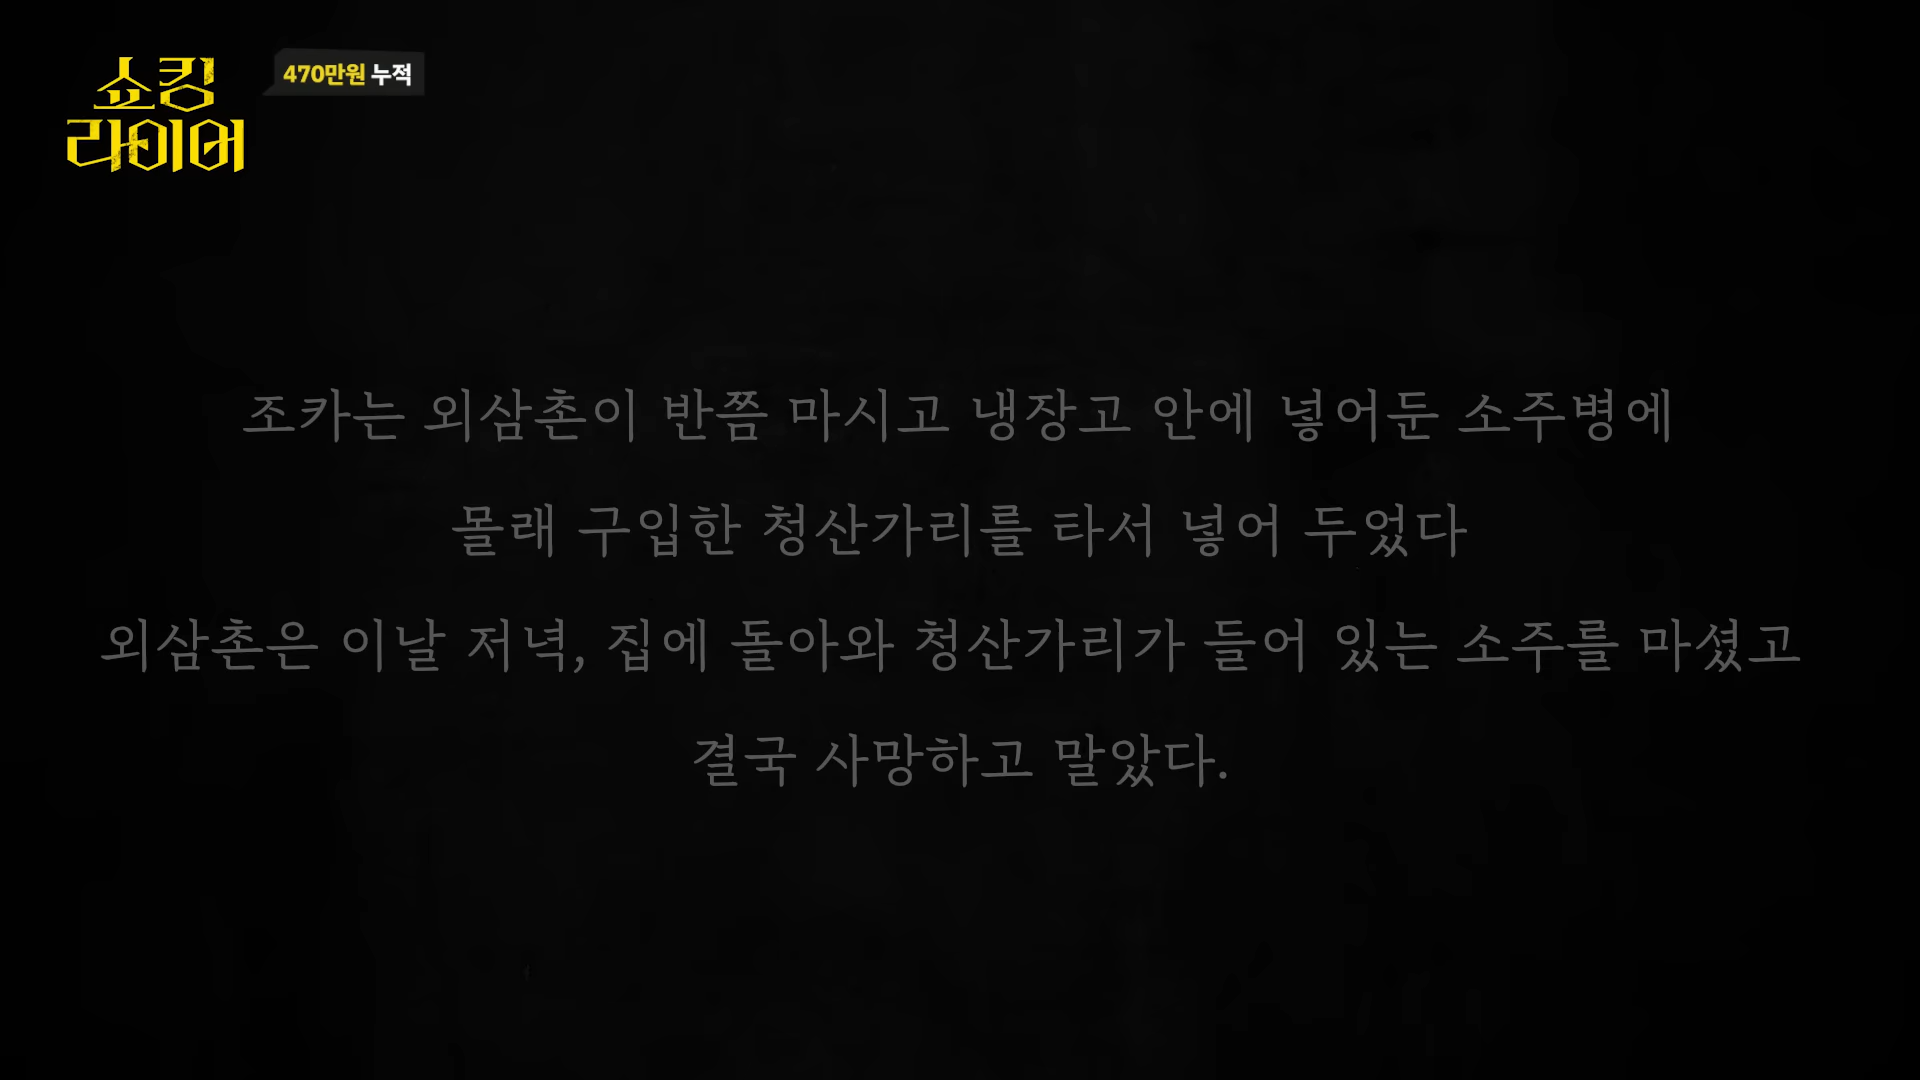 쇼킹
라이어
470만원 누적
조카는 외삼촌이 반쯤 마시고 냉장고 안에 넣어둔 소주병에
몰래 구입한 청산가리를 타서 넣어 두었다
외삼촌은 이날 저녁, 집에 돌아와 청산가리가 들어 있는 소주를 마셨고
결국 사망하고 말았다.